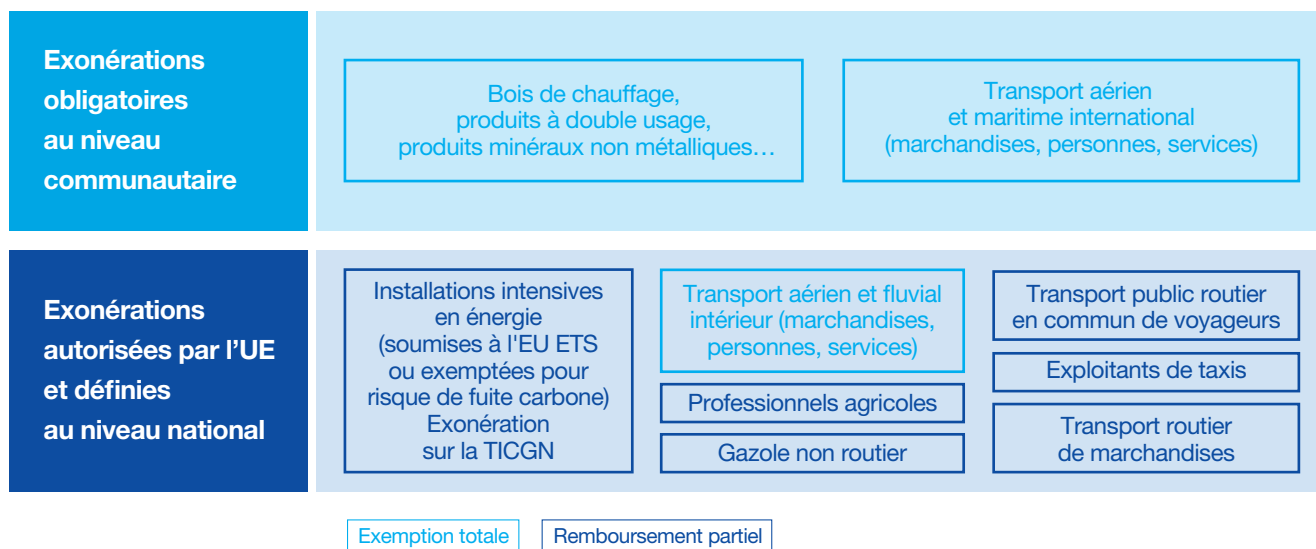 Exonérations
obligatoires
au niveau
communautaire
Bois de chauffage,
produits à double usage,
produits minéraux non métalliques…
Transport aérien
et maritime international
(marchandises, personnes, services)
Exonérations
autorisées par l’UE
et définies
au niveau national
Installations intensives
en énergie
(soumises à l'EU ETS
ou exemptées pour
risque de fuite carbone)
Exonération
sur la TICGN
Transport aérien et fluvial
intérieur (marchandises,
personnes, services)
Professionnels agricoles
Gazole non routier
Transport public routier
en commun de voyageurs
Exploitants de taxis
Transport routier
de marchandises
Exemption totale
Remboursement partiel